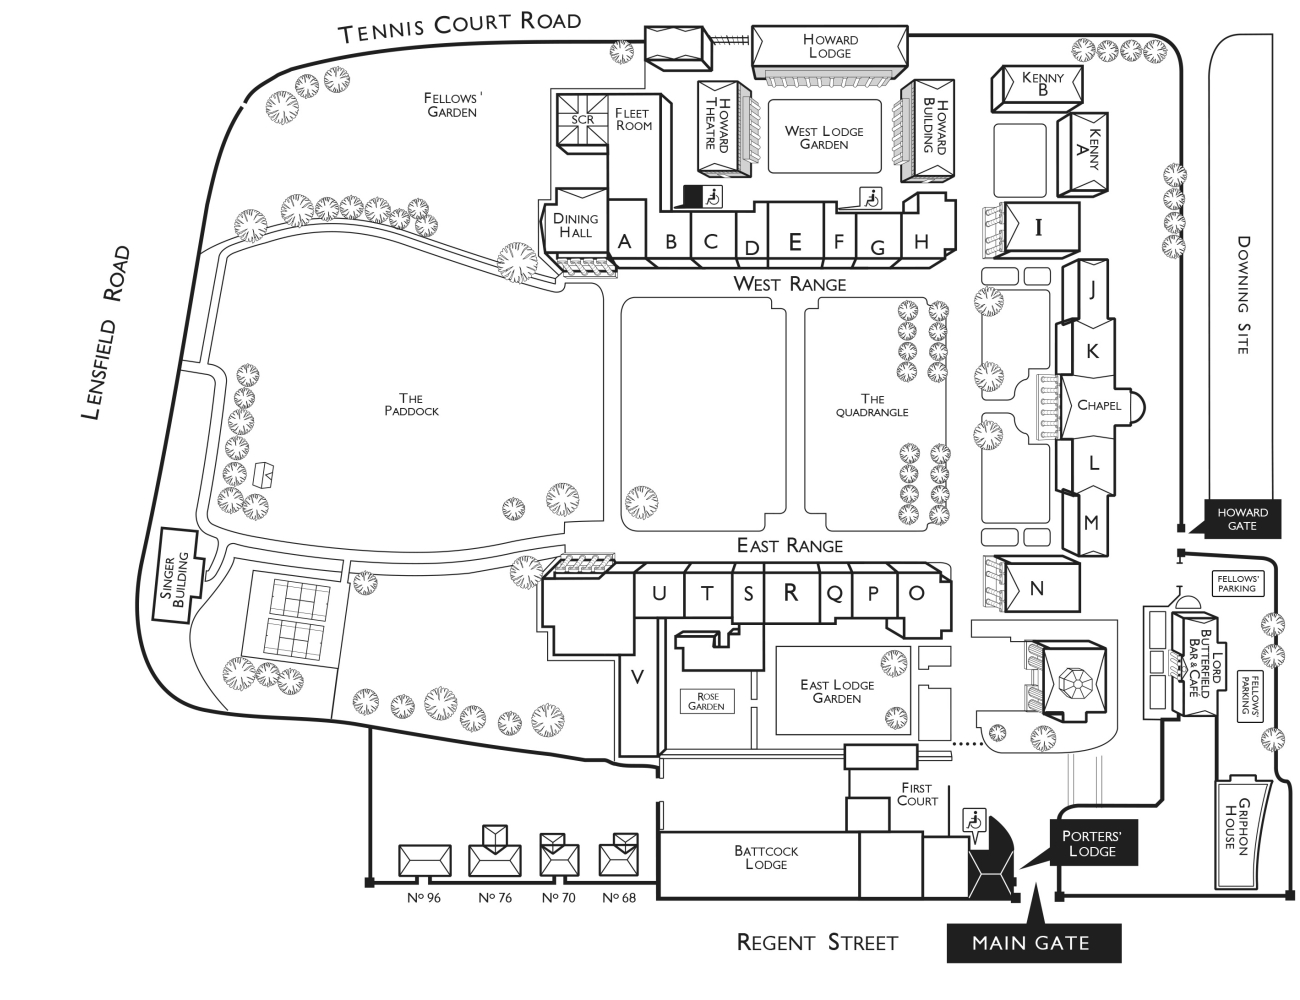 TENNIS COURT ROAD
HOWARD
LODGE
KENNY
B
FELLOWS'
GARDEN
SCR
FLEET
ROOM
HOWARD
THEATRE
WEST LODGE
GARDEN
HOWARD
BUILDING
KENNY
A
DINING
HALL
A
B
C
D
E
F
G
H
I
WEST RANGE
LENSFIELD ROAD
DOWNING SITE
J
K
THE
PADDOCK
THE
QUADRANGLE
CHAPEL
L
M
HOWARD
GATE
EAST RANGE
SINGER
BUILDING
U
T
S
R
Q
P
O
N
FELLOWS'
PARKING
LORD
BUTTERFIELD
BAR & CAFÉ
V
ROSE
GARDEN
EAST LODGE
GARDEN
FELLOWS'
PARKING
FIRST
COURT
GRIPHON
HOUSE
BATTCOCK
LODGE
PORTERS'
LODGE
Nº 96
Nº 76
Nº 70
Nº 68
REGENT STREET
MAIN GATE